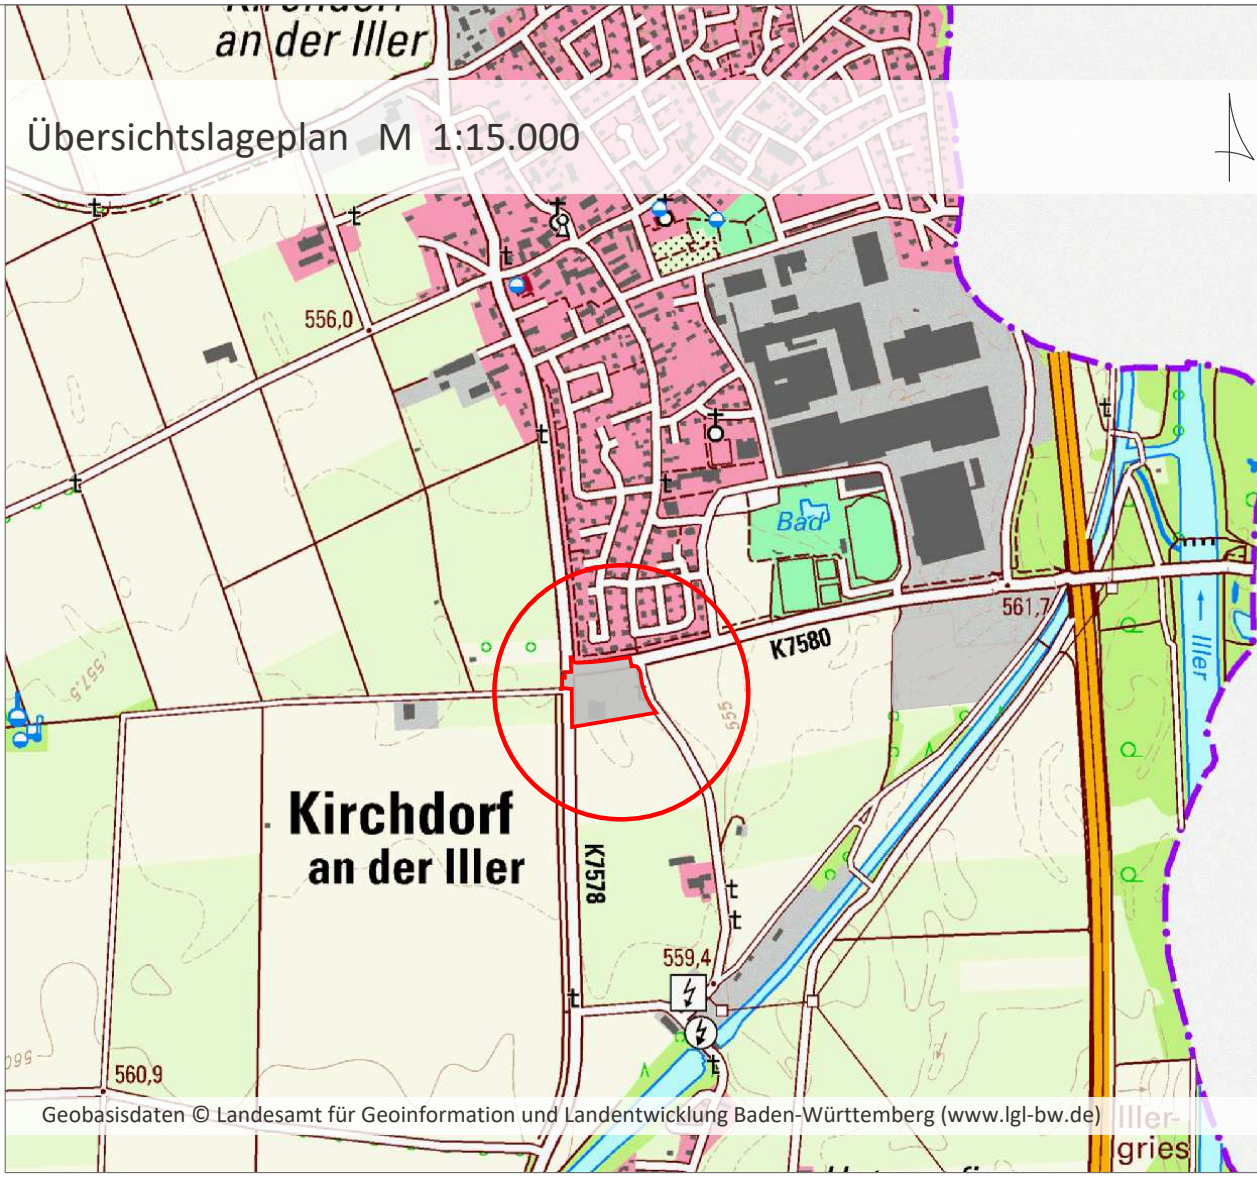 an der Iller
Übersichtslageplan M 1:15.000
556,0
Bad
561,7
K7580
Iller
557,5
555
Kirchdorf
an der Iller
K7578
559,4
560,9
Geobasisdaten © Landesamt für Geoinformation und Landentwicklung Baden-Württemberg (www.lgl-bw.de)
Iller-
gries